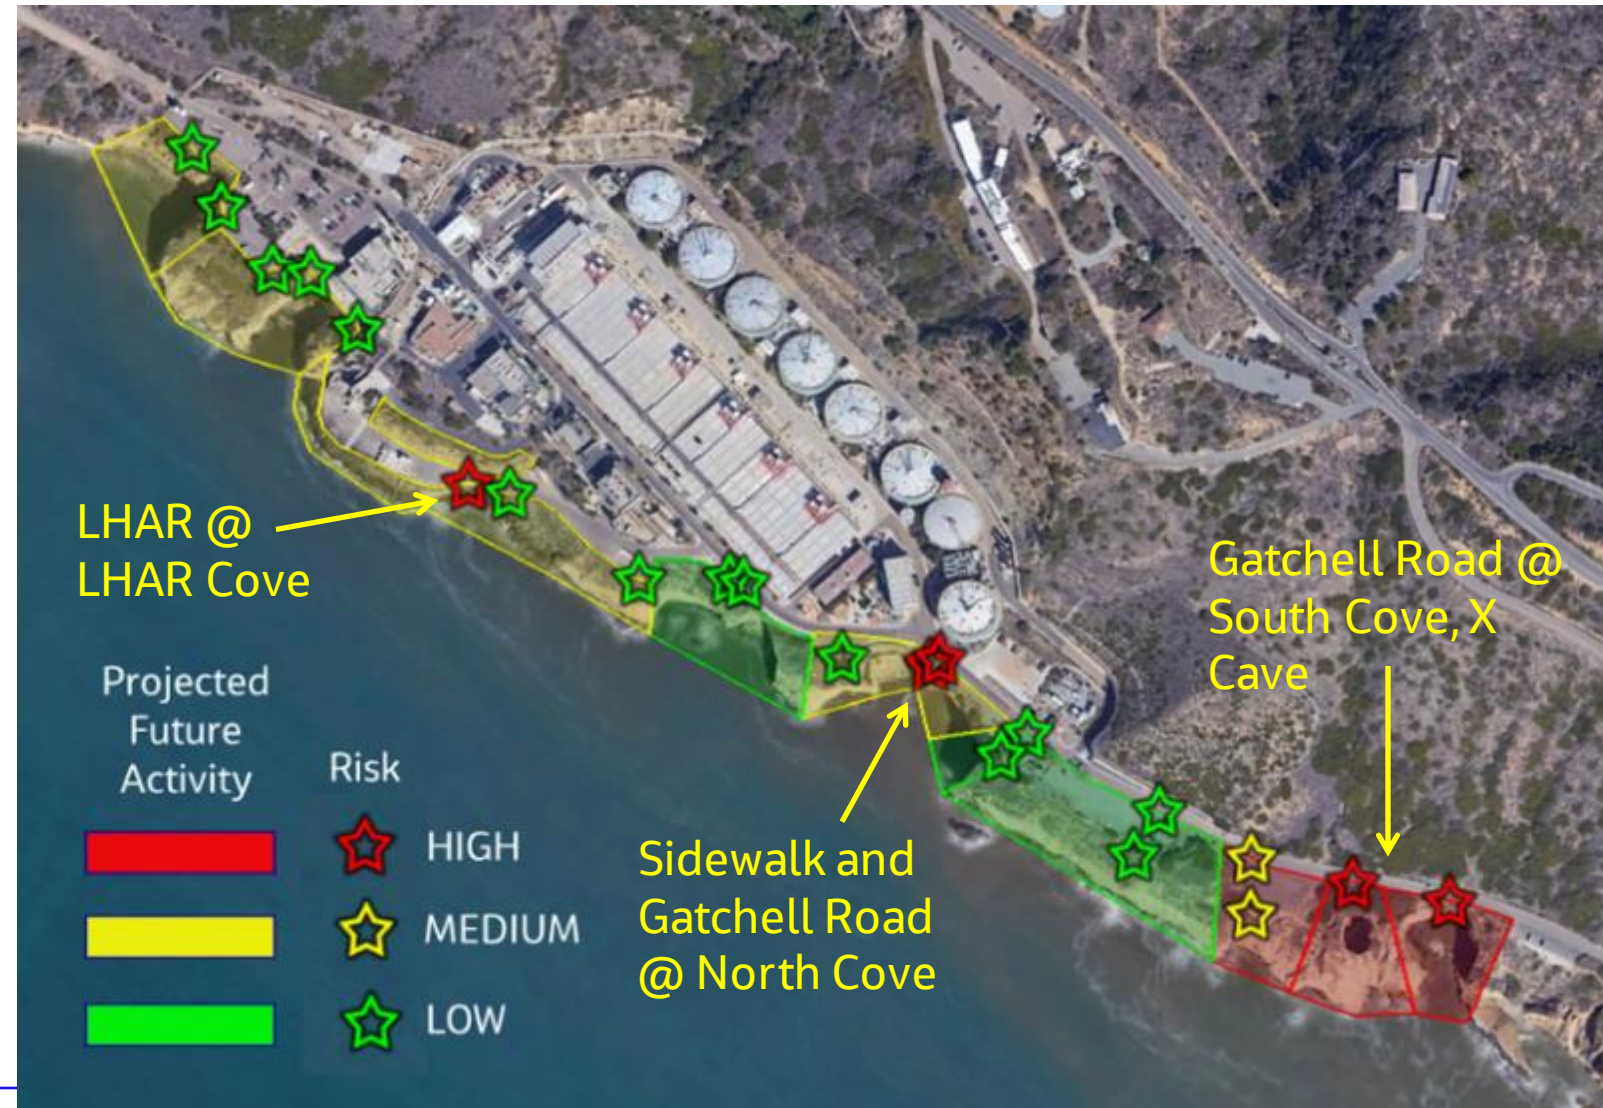 LHAR @
LHAR Cove
Gatchell Road @
South Cove, X
Cave
Projected
Future
Activity
Risk
HIGH
MEDIUM
LOW
Sidewalk and
Gatchell Road
@ North Cove